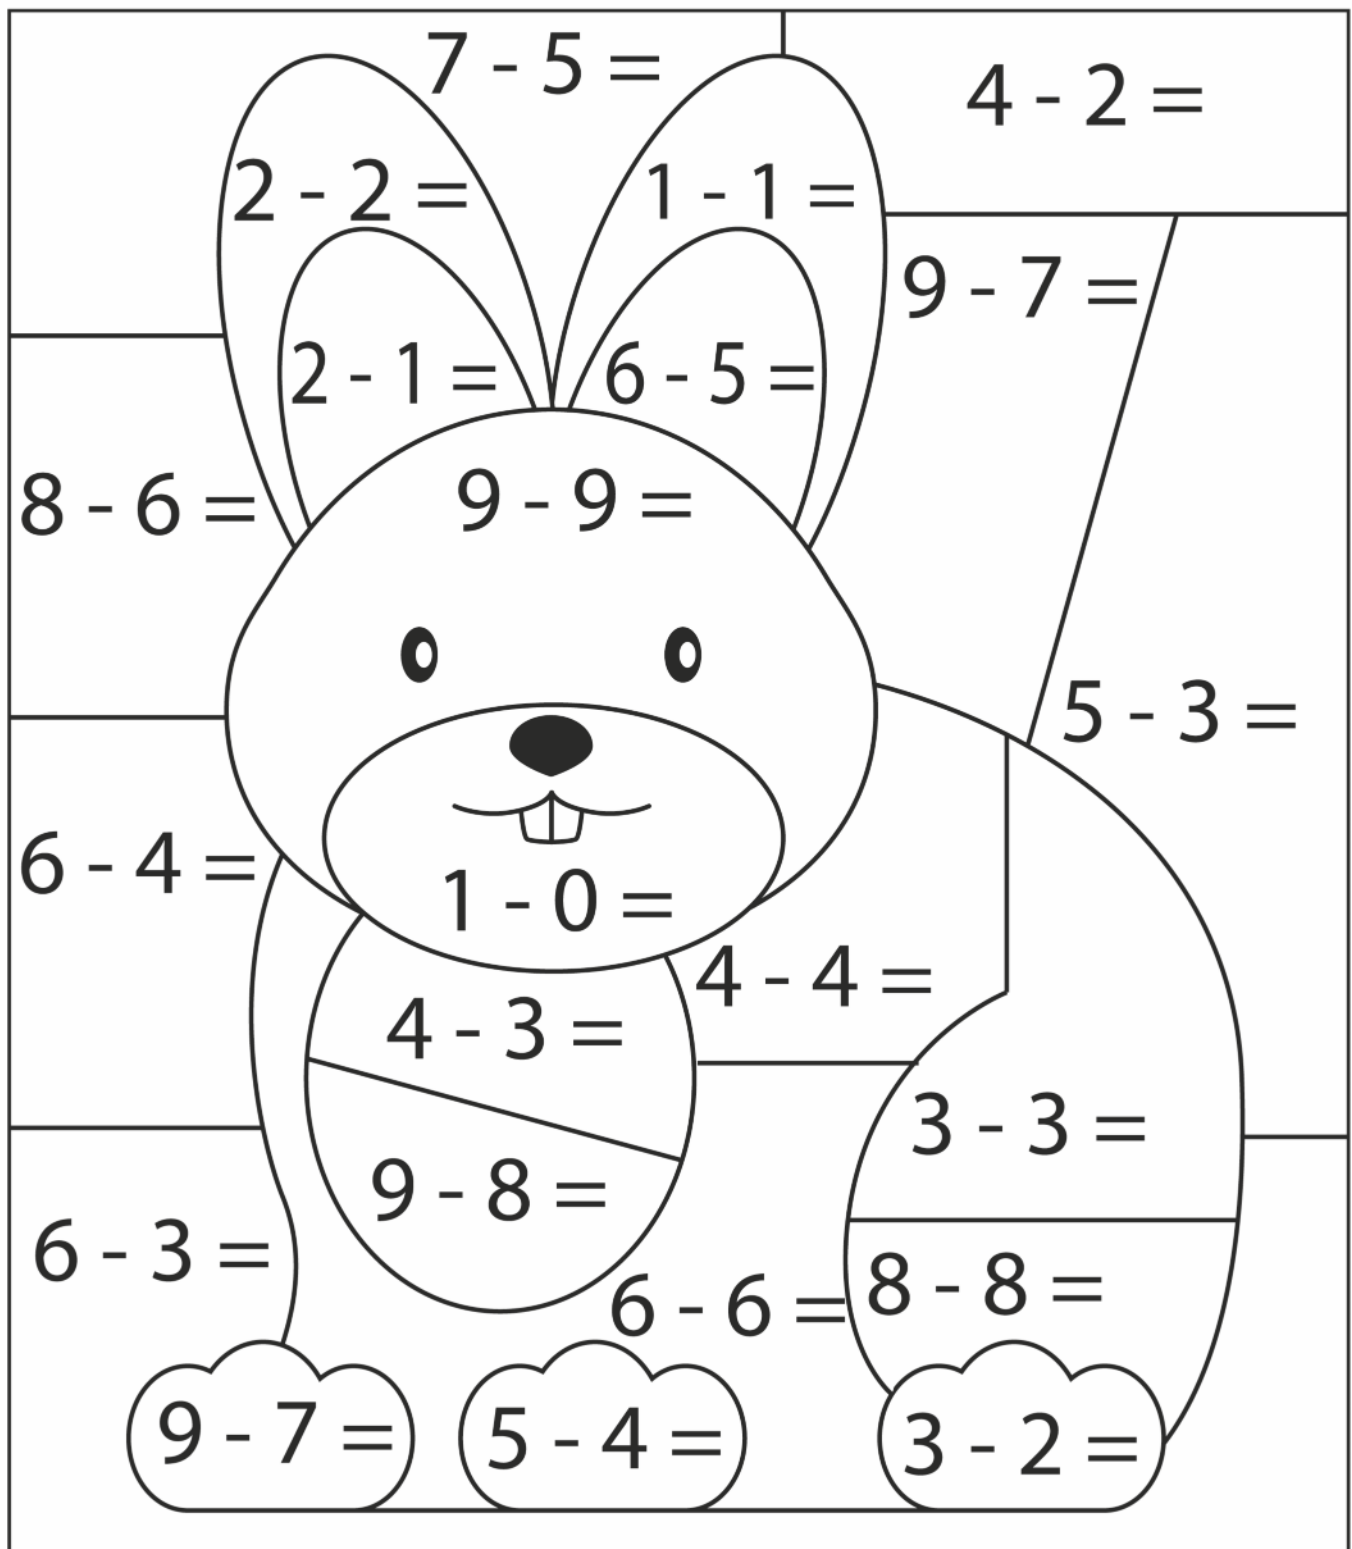 7 - 5 =
4 - 2 =
2 - 2 =
1 - 1 =
9 - 7 =
2 - 1 =
6 - 5 =
8 - 6 =
9 - 9 =
5 - 3 =
6 - 4 =
1 - 0 =
4 - 4 =
4 - 3 =
3 - 3 =
9 - 8 =
6 - 3 =
6 - 6 =
8 - 8 =
9 - 7 =
5 - 4 =
3 - 2 =